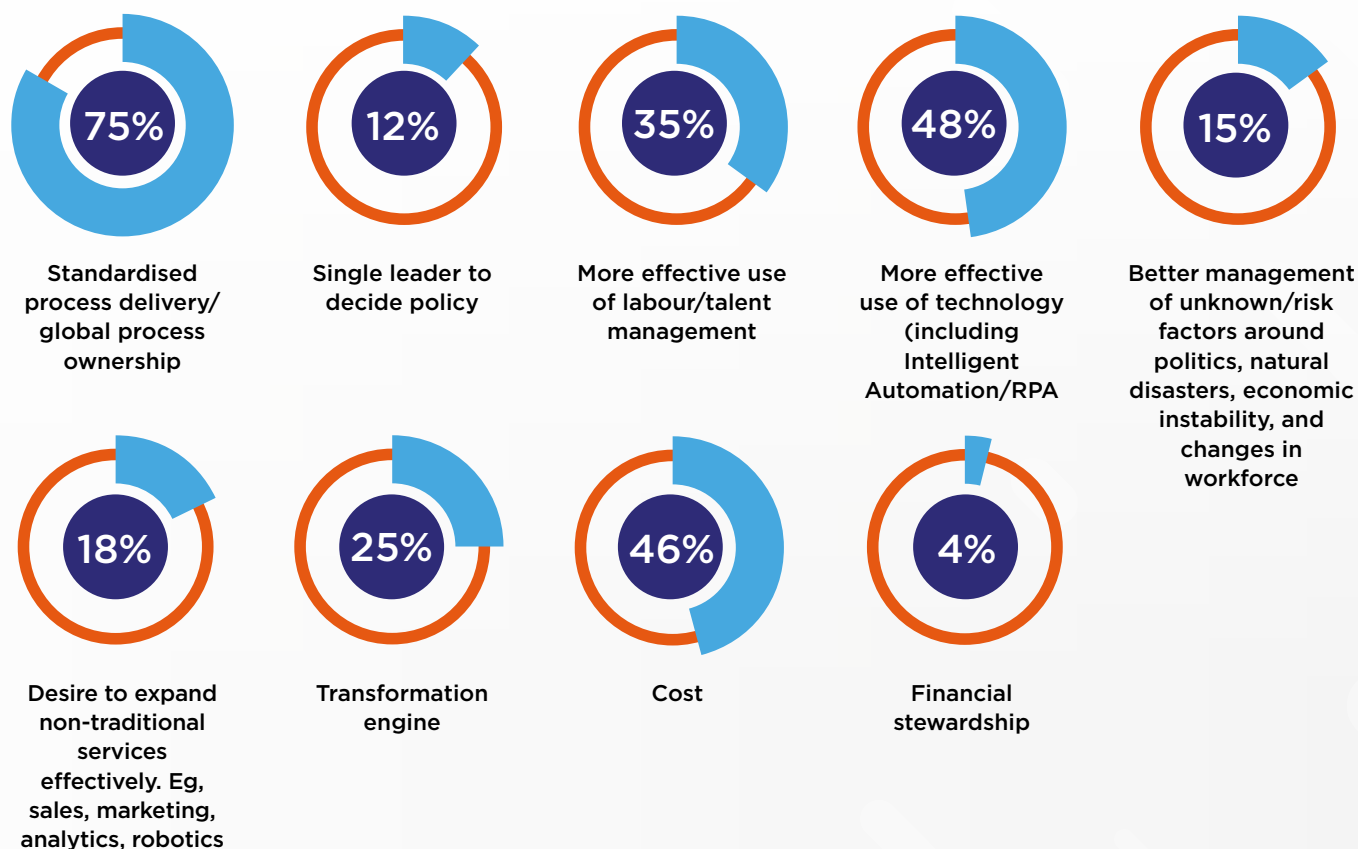 75%
12%
35%
48%
15%
Standardised
process delivery/
global process
ownership
Single leader to
decide policy
More effective use
of labour/talent
management
More effective
use of technology
(including
Intelligent
Automation/RPA
Better management
of unknown/risk
factors around
politics, natural
disasters, economic
instability, and
changes in
workforce
18%
25%
46%
4%
Desire to expand
non-traditional
services
effectively. Eg,
sales, marketing,
analytics, robotics
Transformation
engine
Cost
Financial
stewardship